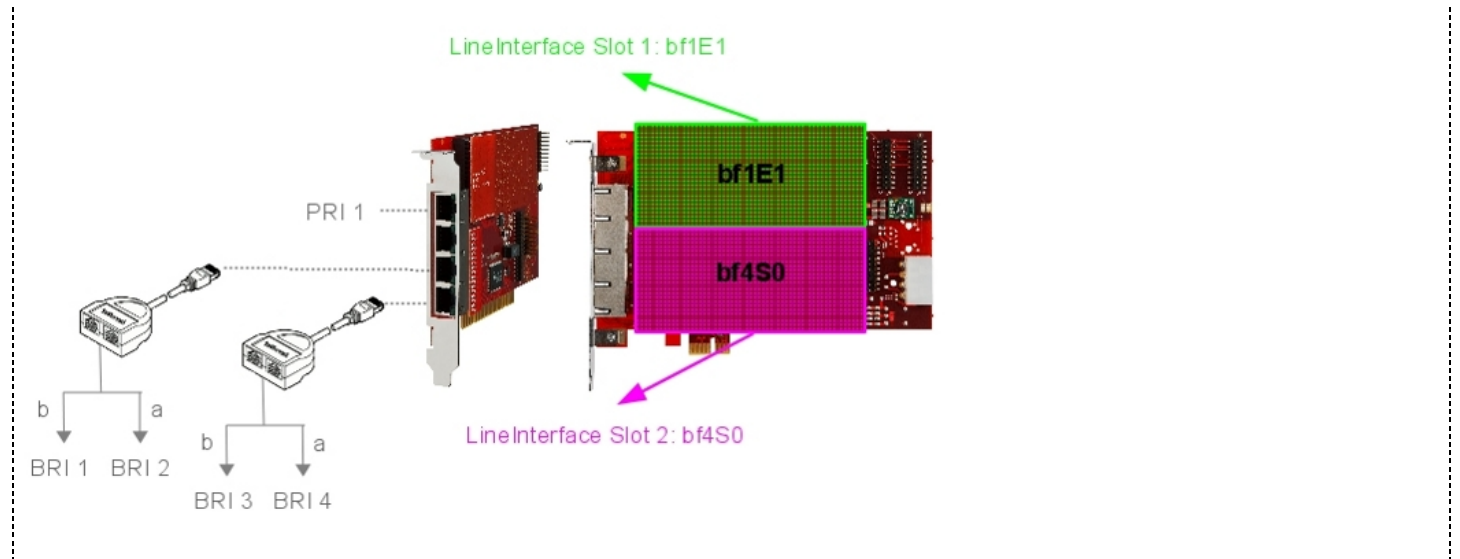 LineInterface Slot 1: bf1E1
bf1E1
PRI 1
bf4S0
LineInterface Slot 2: bf4S0
b
a
BRI 1
BRI 2
b
a
BRI 3
BRI 4